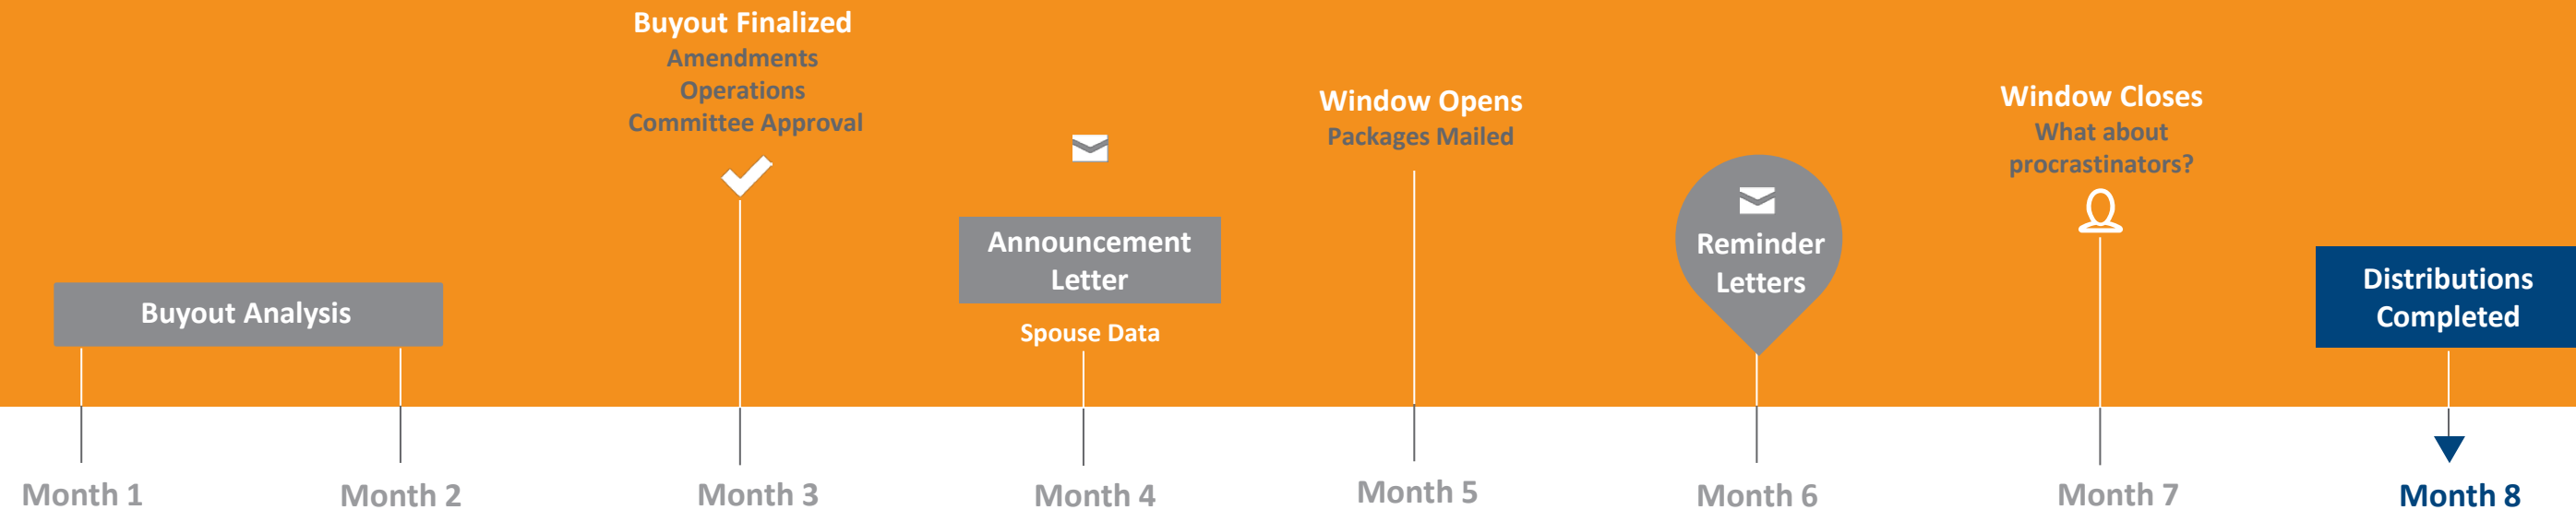 Buyout Analysis
Buyout Finalized
Amendments
Operations
Committee Approval
Announcement
Letter
Spouse Data
Window Opens
Packages Mailed
Reminder
Letters
Window Closes
What about
procrastinators?
Distributions
Completed
Month 1
Month 2
Month 3
Month 4
Month 5
Month 6
Month 7
Month 8